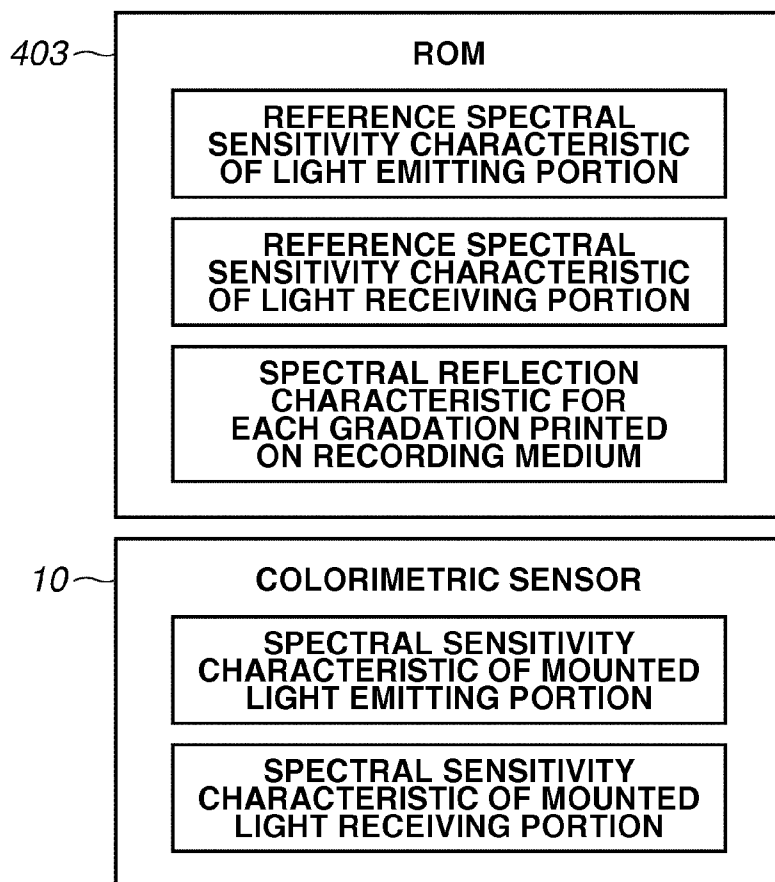 403
ROM
REFERENCE SPECTRAL
SENSITIVITY CHARACTERISTIC
OF LIGHT EMITTING PORTION
REFERENCE SPECTRAL
SENSITIVITY CHARACTERISTIC
OF LIGHT RECEIVING PORTION
SPECTRAL REFLECTION
CHARACTERISTIC FOR
EACH GRADATION PRINTED
ON RECORDING MEDIUM
10
COLORIMETRIC SENSOR
SPECTRAL SENSITIVITY
CHARACTERISTIC OF MOUNTED
LIGHT EMITTING PORTION
SPECTRAL SENSITIVITY
CHARACTERISTIC OF MOUNTED
LIGHT RECEIVING PORTION